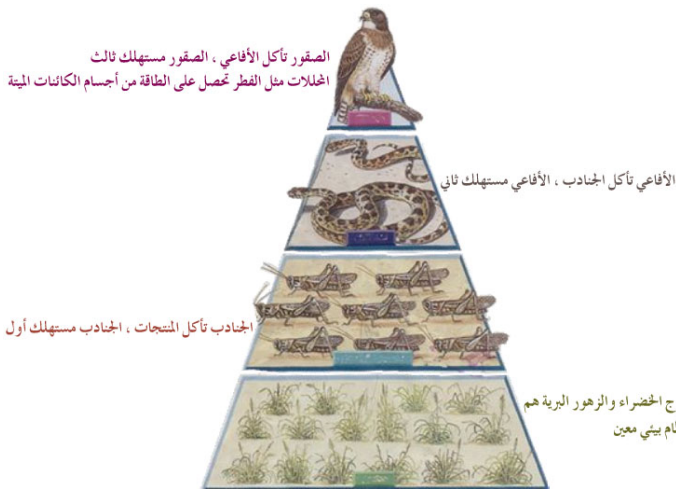 الصقور تأكل الأفاعي ، الصقور مستهلك ثالث
المحللات مثل الفطر تحصل على الطاقة من أجسام الكائنات الميتة
الأفاعي تأكل الجنادب ، الأفاعي مستهلك ثاني
الجنادب تأكل المنتجات ، الجنادب مستهلك أول
الخضراء والزهور البرية هم
بيئي معين